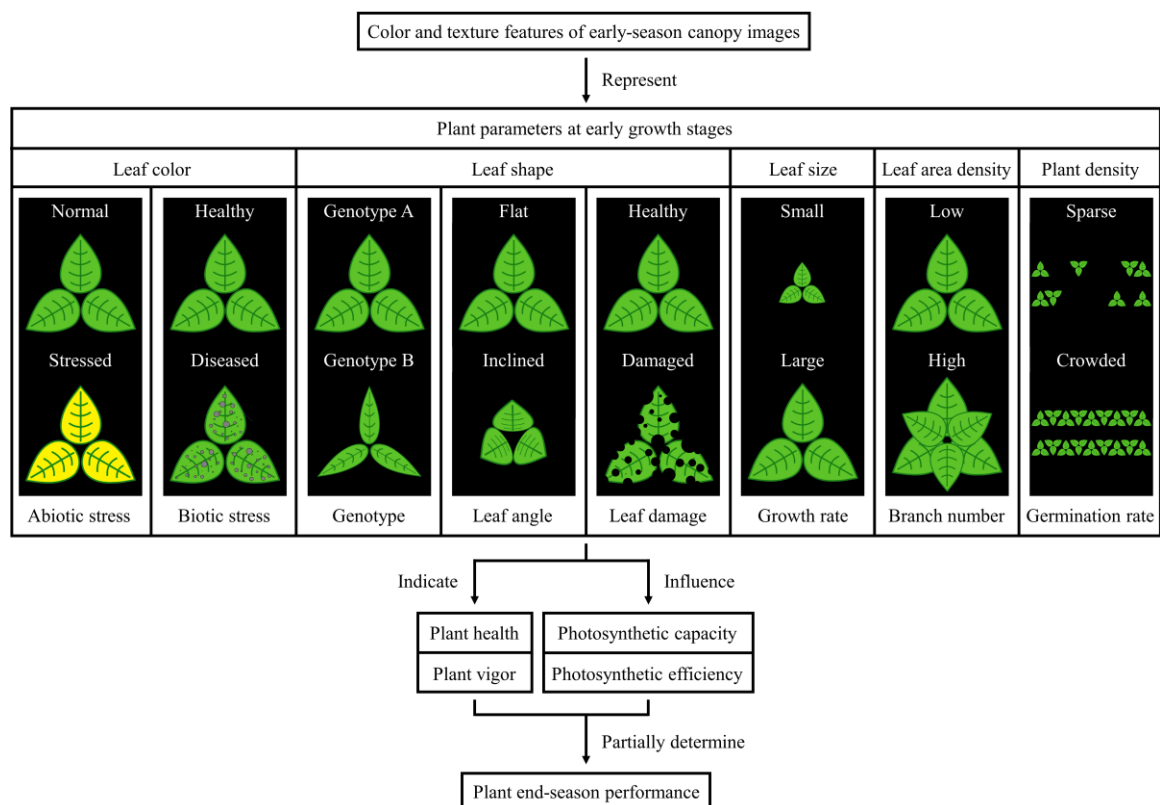 Color and texture features of early-season canopy images
Represent
Plant parameters at early growth stages
Leaf color
Leaf shape
Leaf size
Leaf area density
Plant density
Normal
Healthy
Genotype A
Flat
Healthy
Small
Low
Sparse
Stressed
Diseased
Genotype B
Inclined
Damaged
Large
High
Crowded
Abiotic stress
Biotic stress
Genotype
Leaf angle
Leaf damage
Growth rate
Branch number
Germination rate
Indicate
Influence
Plant health
Photosynthetic capacity
Plant vigor
Photosynthetic efficiency
Partially determine
Plant end-season performance